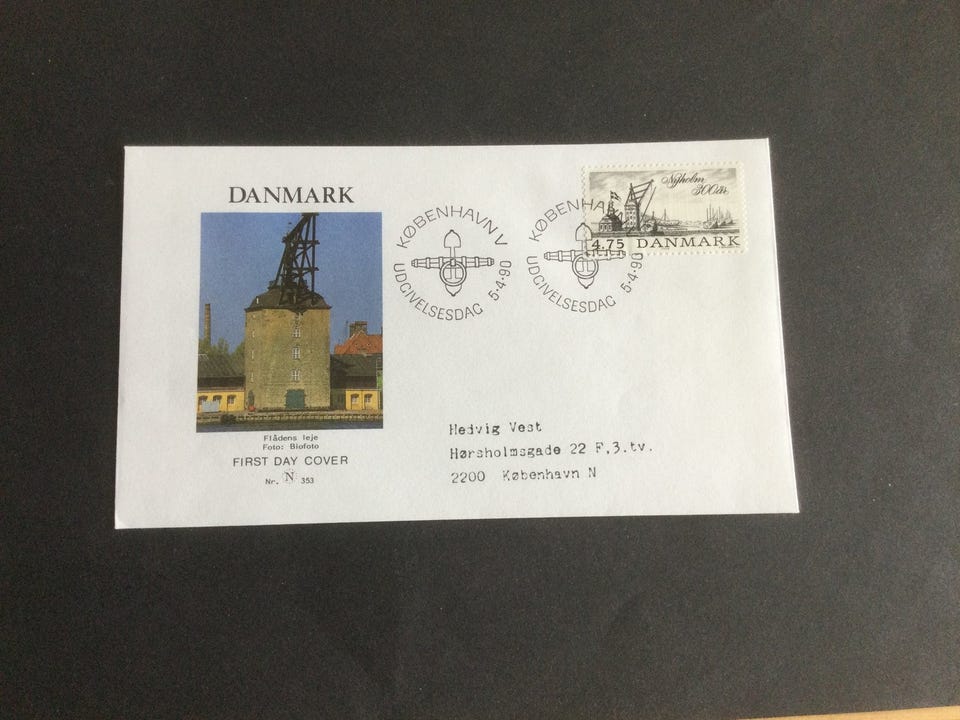 DANMARK
Flådens leje
Foto: Biofoto
FIRST DAY COVER
Nr. N 353
KØBENHAVN V
UDGIVELSESDAG 5·4·90
KØBENHAVN V
UDGIVELSESDAG 5·4·90
Nyholm
300 år
4.75 DANMARK
Hedvig Vest
Hørsholmsgade 22 F,3.tv.
2200 København N